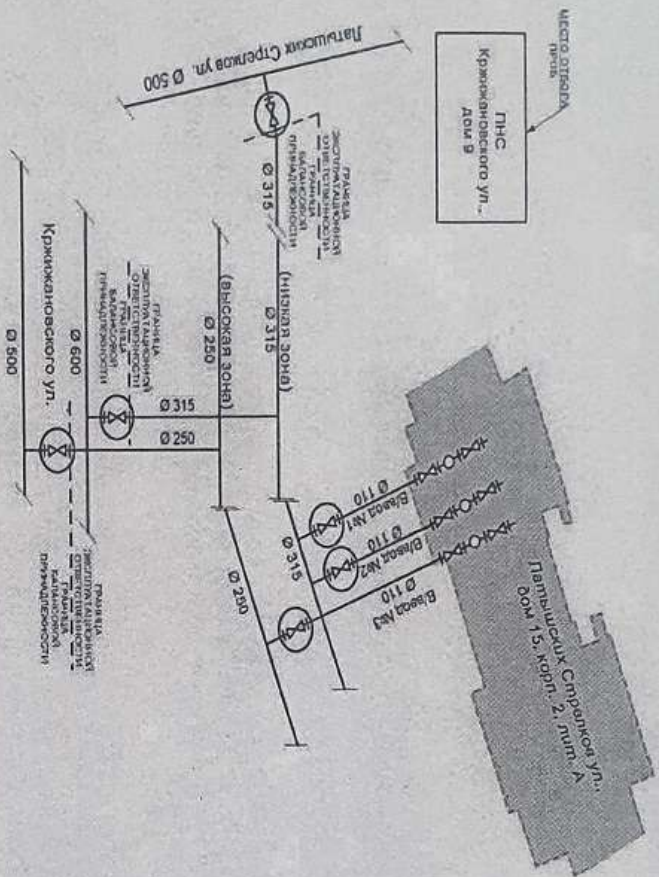 МЕСТО ОТБОРА
ПРОБ
ПНС
Кржижановского ул.,
дом 9
Латышских Стрелков ул. Ø 500
ГРАНИЦА
ЭКСПЛУАТАЦИОННОЙ
ОТВЕТСТВЕННОСТИ
ГРАНИЦА
БАЛАНСОВОЙ
ПРИНАДЛЕЖНОСТИ
Ø 315
(низкая зона)
Ø 315
(высокая зона)
Ø 250
ГРАНИЦА
ЭКСПЛУАТАЦИОННОЙ
ОТВЕТСТВЕННОСТИ
ГРАНИЦА
БАЛАНСОВОЙ
ПРИНАДЛЕЖНОСТИ
Ø 600
Кржижановского ул.
Ø 500
Ø 315
Ø 250
ГРАНИЦА
ЭКСПЛУАТАЦИОННОЙ
ОТВЕТСТВЕННОСТИ
ГРАНИЦА
БАЛАНСОВОЙ
ПРИНАДЛЕЖНОСТИ
Ø 315
Ø 250
В/ввод №1
Ø 110
В/ввод №2
Ø 110
В/ввод №3
Ø 110
Латышских Стрелков ул.,
дом 15, корп. 2, лит. А